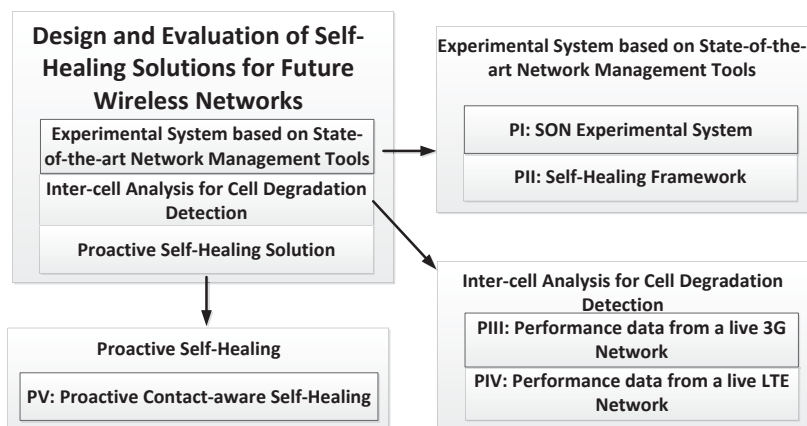 Design and Evaluation of Self-
Healing Solutions for Future
Wireless Networks
Experimental System based on State-
of-the-art Network Management Tools
Inter-cell Analysis for Cell Degradation
Detection
Proactive Self-Healing Solution
Experimental System based on State-of-the-
art Network Management Tools
PI: SON Experimental System
PII: Self-Healing Framework
Inter-cell Analysis for Cell Degradation
Detection
PIII: Performance data from a live 3G
Network
PIV: Performance data from a live LTE
Network
Proactive Self-Healing
PV: Proactive Contact-aware Self-Healing